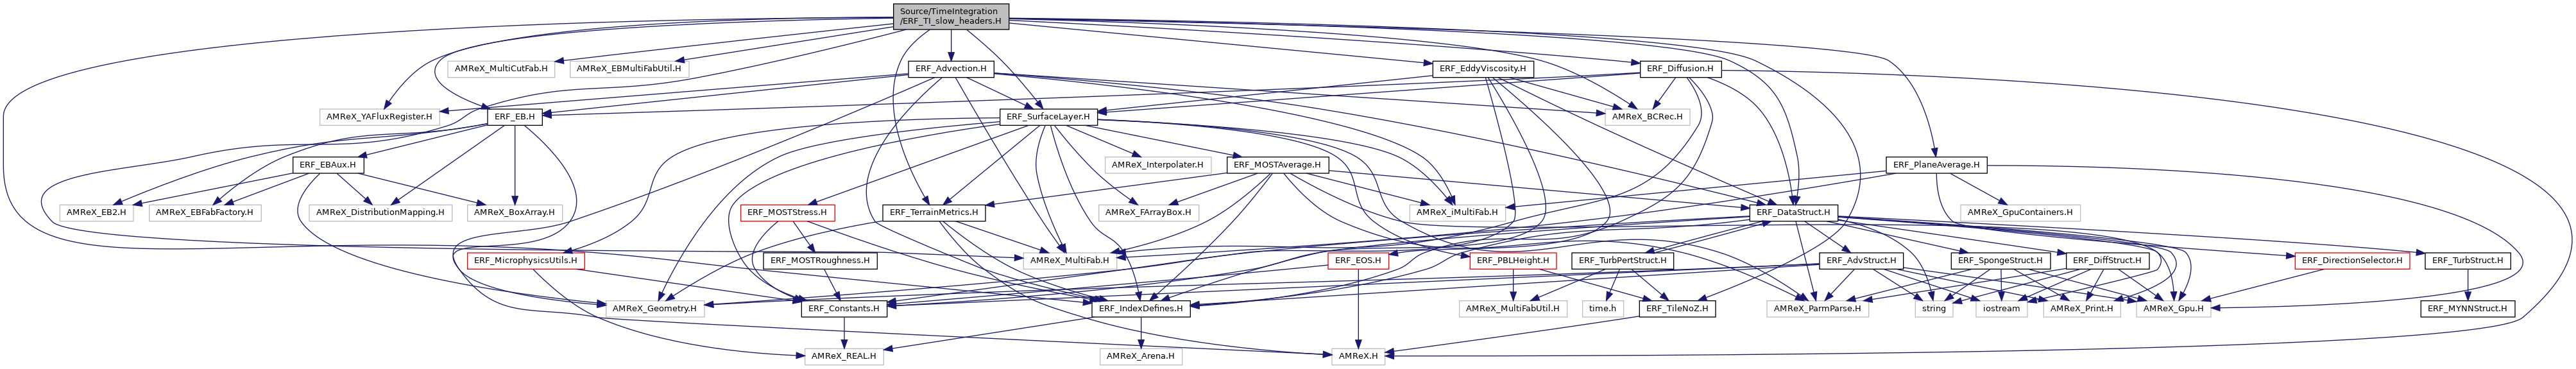 Source/TimeIntegration
/ERF_TI_slow_headers.H
AMReX_MultiCutFab.H
AMReX_EBMultiFabUtil.H
ERF_Advection.H
ERF_EddyViscosity.H
ERF_Diffusion.H
AMReX_YAFluxRegister.H
ERF_EB.H
ERF_SurfaceLayer.H
AMReX_BCRec.H
ERF_EBAux.H
AMReX_Interpolater.H
ERF_MOSTAverage.H
ERF_PlaneAverage.H
AMReX_EB2.H
AMReX_EBFabFactory.H
AMReX_DistributionMapping.H
AMReX_BoxArray.H
ERF_MOSTStress.H
ERF_TerrainMetrics.H
AMReX_FArrayBox.H
AMReX_iMultiFab.H
ERF_DataStruct.H
AMReX_GpuContainers.H
ERF_MicrophysicsUtils.H
ERF_MOSTRoughness.H
AMReX_MultiFab.H
ERF_EOS.H
ERF_PBLHeight.H
ERF_TurbPertStruct.H
ERF_AdvStruct.H
ERF_SpongeStruct.H
ERF_DiffStruct.H
ERF_DirectionSelector.H
ERF_TurbStruct.H
AMReX_Geometry.H
ERF_Constants.H
ERF_IndexDefines.H
AMReX_MultiFabUtil.H
time.h
ERF_TileNoZ.H
AMReX_ParmParse.H
string
iostream
AMReX_Print.H
AMReX_Gpu.H
ERF_MYNNStruct.H
AMReX_REAL.H
AMReX_Arena.H
AMReX.H